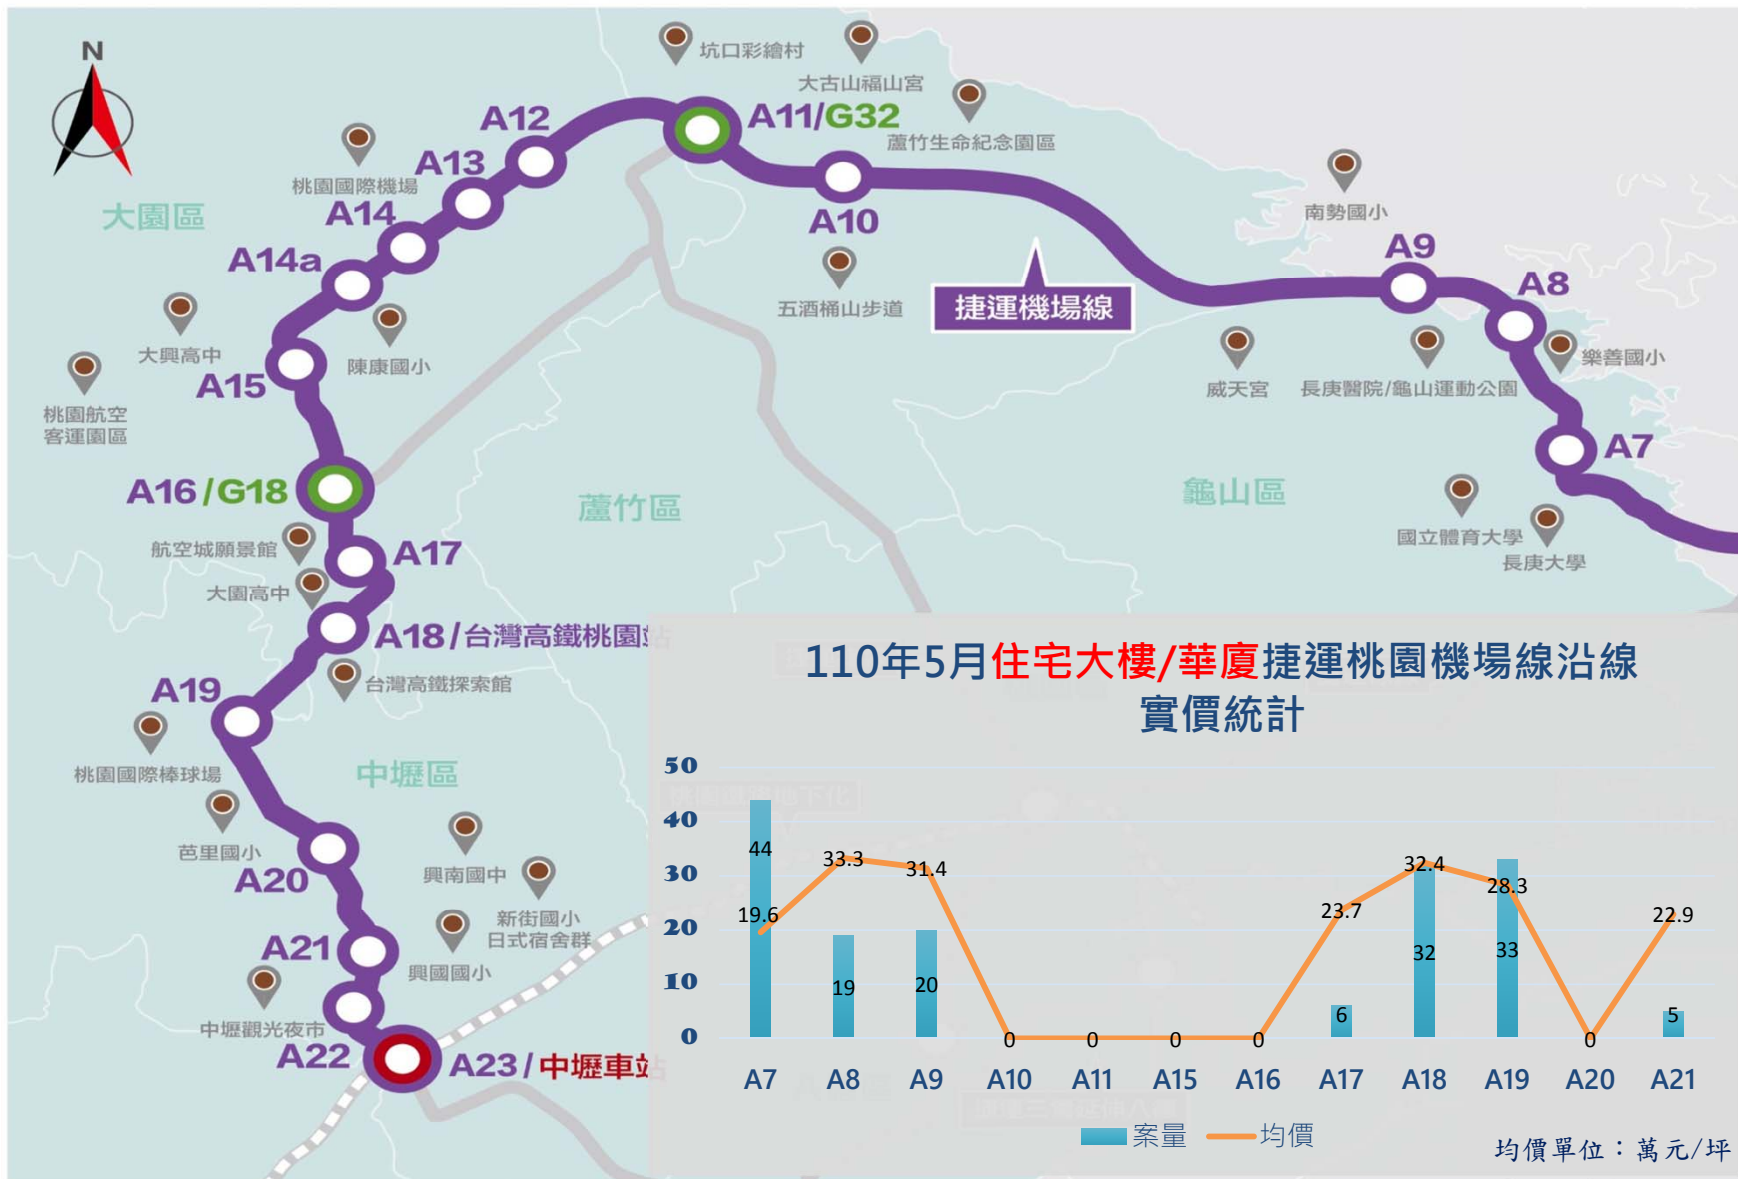 N
坑口彩繪村
大古山福山宮
A11/G32
蘆竹生命紀念園區
A12
A13
桃園國際機場
A14
大園區
A14a
A10
五酒桶山步道
捷運機場線
南勢國小
A9
A8
樂善國小
威天宮
長庚醫院/龜山運動公園
A7
大興高中
陳康國小
A15
桃園航空
客運園區
A16/G18
蘆竹區
龜山區
國立體育大學
長庚大學
航空城願景館
A17
大園高中
A18/台灣高鐵桃園站
台灣高鐵探索館
A19
桃園國際棒球場
中壢區
芭里國小
A20
興南國中
新街國小
日式宿舍群
A21
興國國小
中壢觀光夜市
A22
A23/中壢車站
110年5月住宅大樓/華廈捷運桃園機場線沿線
實價統計
50
40
30
20
10
0
44
19.6
33.3
19
31.4
20
0
0
0
0
23.7
6
32.4
32
28.3
33
0
22.9
5
A7 A8 A9 A10 A11 A15 A16 A17 A18 A19 A20 A21
案量 均價
均價單位：萬元/坪